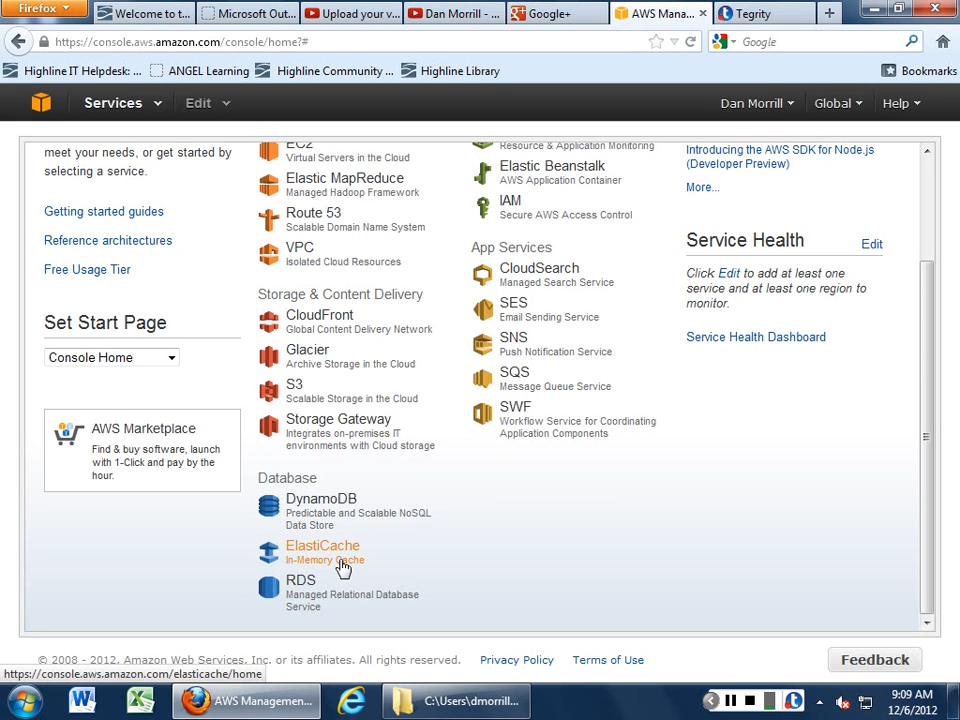 Firefox
Welcome to t...
Microsoft Out...
Upload your v...
Dan Morrill - ...
Google+
AWS Mana...
Tegrity
https://console.aws.amazon.com/console/home?#
Google
Highline IT Helpdesk: ...
ANGEL Learning
Highline Community ...
Highline Library
Bookmarks
Services
Edit
Dan Morrill
Global
Help
meet your needs, or get started by
selecting a service.
Getting started guides
Reference architectures
Free Usage Tier
Set Start Page
Console Home
AWS Marketplace
Find & buy software, launch
with 1-Click and pay by the
hour.
EC2
Virtual Servers in the Cloud
Elastic MapReduce
Managed Hadoop Framework
Route 53
Scalable Domain Name System
VPC
Isolated Cloud Resources
Storage & Content Delivery
CloudFront
Global Content Delivery Network
Glacier
Archive Storage in the Cloud
S3
Scalable Storage in the Cloud
Storage Gateway
Integrates on-premises IT
environments with Cloud storage
Database
DynamoDB
Predictable and Scalable NoSQL
Data Store
ElastiCache
In-Memory Cache
RDS
Managed Relational Database
Service
Resource & Application Monitoring
Elastic Beanstalk
AWS Application Container
IAM
Secure AWS Access Control
App Services
CloudSearch
Managed Search Service
SES
Email Sending Service
SNS
Push Notification Service
SQS
Message Queue Service
SWF
Workflow Service for Coordinating
Application Components
Introducing the AWS SDK for Node.js
(Developer Preview)
More...
Service Health
Edit
Click Edit to add at least one
service and at least one region to
monitor.
Service Health Dashboard
© 2008 - 2012, Amazon Web Services, Inc. or its affiliates. All rights reserved.
Privacy Policy
Terms of Use
Feedback
https://console.aws.amazon.com/elasticache/home
AWS Managemen...
C:\Users\dmorrill...
9:09 AM
12/6/2012